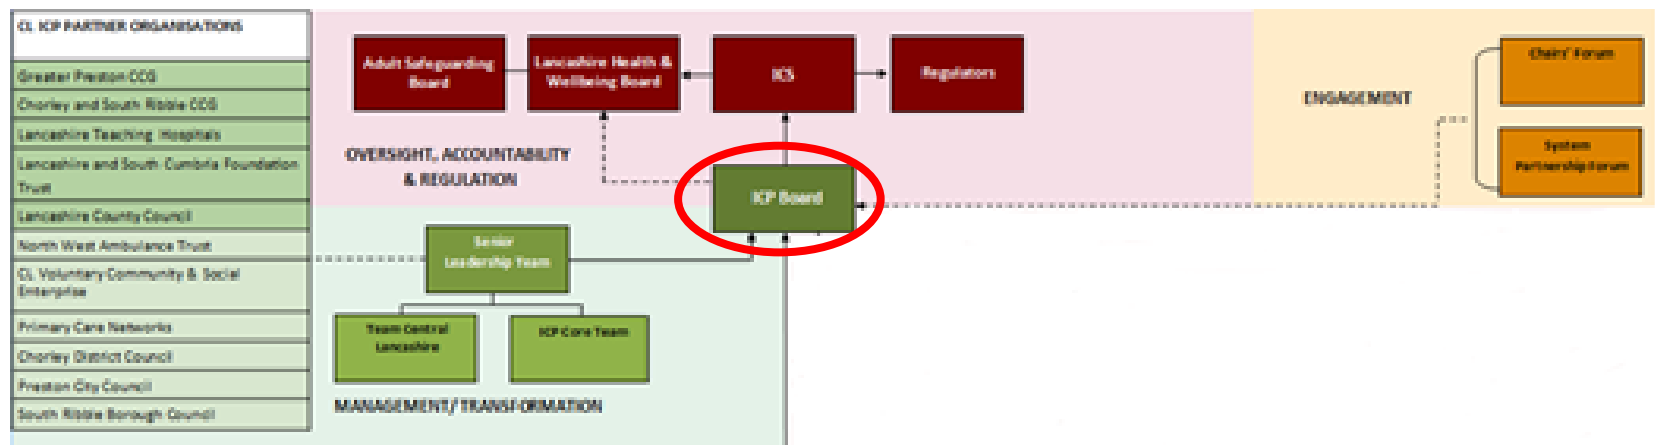 CL ICP PARTNER ORGANISATIONS
Greater Preston CCG
Chorley and South Ribble CCG
Lancashire Teaching Hospitals
Lancashire and South Cumbria Foundation
Trust
Lancashire County Council
North West Ambulance Trust
CL Voluntary Community & Social
Enterprise
Primary Care Networks
Chorley District Council
Preston City Council
South Ribble Borough Council
Adult Safeguarding
Board
Lancashire Health &
Wellbeing Board
ICS
Regulators
OVERSIGHT, ACCOUNTABILITY
& REGULATION
ICP Board
ENGAGEMENT
Chairs' Forum
System
Partnership Forum
Senior
Leadership Team
Team Central
Lancashire
ICP Core Team
MANAGEMENT/ TRANSFORMATION